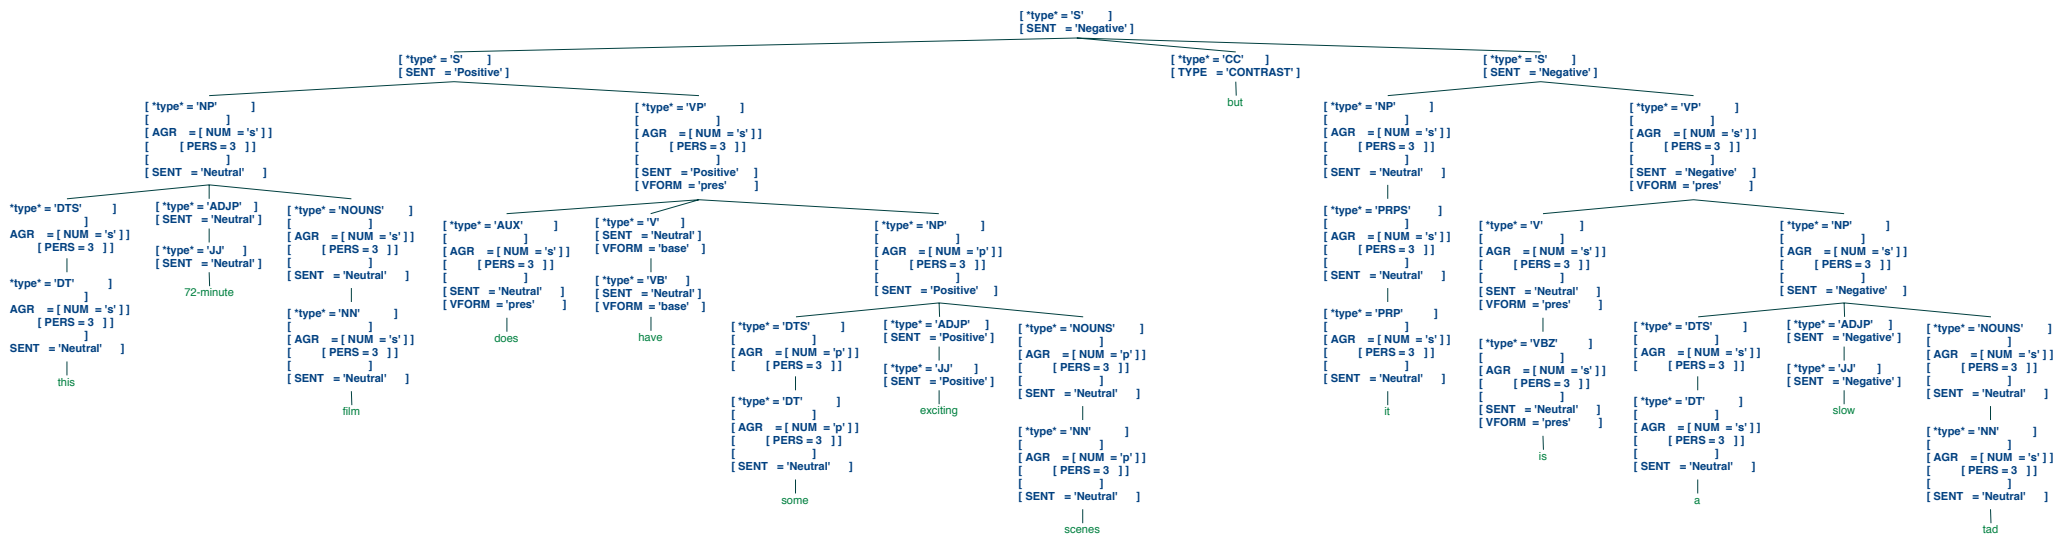 [ *type* = 'S' ]
[ SENT = 'Negative' ]
[ *type* = 'S' ]
[ SENT = 'Positive' ]
[ *type* = 'NP' ]
[ ]
[ AGR = [ NUM = 's' ] ]
[ [ PERS = 3 ] ]
[ ]
[ SENT = 'Neutral' ]
*type* = 'DTS' ]
]
AGR = [ NUM = 's' ] ]
[ PERS = 3 ] ]
*type* = 'DT' ]
]
AGR = [ NUM = 's' ] ]
[ PERS = 3 ] ]
]
SENT = 'Neutral' ]
this
[ *type* = 'ADJP' ]
[ SENT = 'Neutral' ]
[ *type* = 'JJ' ]
[ SENT = 'Neutral' ]
72-minute
[ *type* = 'NOUNS' ]
[ ]
[ AGR = [ NUM = 's' ] ]
[ [ PERS = 3 ] ]
[ ]
[ SENT = 'Neutral' ]
[ *type* = 'NN' ]
[ ]
[ AGR = [ NUM = 's' ] ]
[ [ PERS = 3 ] ]
[ ]
[ SENT = 'Neutral' ]
film
[ *type* = 'VP' ]
[ ]
[ AGR = [ NUM = 's' ] ]
[ [ PERS = 3 ] ]
[ ]
[ SENT = 'Positive' ]
[ VFORM = 'pres' ]
[ *type* = 'AUX' ]
[ ]
[ AGR = [ NUM = 's' ] ]
[ [ PERS = 3 ] ]
[ ]
[ SENT = 'Neutral' ]
[ VFORM = 'pres' ]
does
[ *type* = 'V' ]
[ SENT = 'Neutral' ]
[ VFORM = 'base' ]
[ *type* = 'VB' ]
[ SENT = 'Neutral' ]
[ VFORM = 'base' ]
have
[ *type* = 'NP' ]
[ ]
[ AGR = [ NUM = 'p' ] ]
[ [ PERS = 3 ] ]
[ ]
[ SENT = 'Positive' ]
[ *type* = 'DTS' ]
[ ]
[ AGR = [ NUM = 'p' ] ]
[ [ PERS = 3 ] ]
[ *type* = 'DT' ]
[ ]
[ AGR = [ NUM = 'p' ] ]
[ [ PERS = 3 ] ]
[ ]
[ SENT = 'Neutral' ]
some
[ *type* = 'ADJP' ]
[ SENT = 'Positive' ]
[ *type* = 'JJ' ]
[ SENT = 'Positive' ]
exciting
[ *type* = 'NOUNS' ]
[ ]
[ AGR = [ NUM = 'p' ] ]
[ [ PERS = 3 ] ]
[ ]
[ SENT = 'Neutral' ]
[ *type* = 'NN' ]
[ ]
[ AGR = [ NUM = 'p' ] ]
[ [ PERS = 3 ] ]
[ ]
[ SENT = 'Neutral' ]
scenes
[ *type* = 'CC' ]
[ TYPE = 'CONTRAST' ]
but
[ *type* = 'S' ]
[ SENT = 'Negative' ]
[ *type* = 'NP' ]
[ ]
[ AGR = [ NUM = 's' ] ]
[ [ PERS = 3 ] ]
[ ]
[ SENT = 'Neutral' ]
[ *type* = 'PRPS' ]
[ ]
[ AGR = [ NUM = 's' ] ]
[ [ PERS = 3 ] ]
[ ]
[ SENT = 'Neutral' ]
[ *type* = 'PRP' ]
[ ]
[ AGR = [ NUM = 's' ] ]
[ [ PERS = 3 ] ]
[ ]
[ SENT = 'Neutral' ]
it
[ *type* = 'VP' ]
[ ]
[ AGR = [ NUM = 's' ] ]
[ [ PERS = 3 ] ]
[ ]
[ SENT = 'Negative' ]
[ VFORM = 'pres' ]
[ *type* = 'V' ]
[ ]
[ AGR = [ NUM = 's' ] ]
[ [ PERS = 3 ] ]
[ ]
[ SENT = 'Neutral' ]
[ VFORM = 'pres' ]
[ *type* = 'VBZ' ]
[ ]
[ AGR = [ NUM = 's' ] ]
[ [ PERS = 3 ] ]
[ ]
[ SENT = 'Neutral' ]
[ VFORM = 'pres' ]
is
[ *type* = 'NP' ]
[ ]
[ AGR = [ NUM = 's' ] ]
[ [ PERS = 3 ] ]
[ ]
[ SENT = 'Negative' ]
[ *type* = 'DTS' ]
[ ]
[ AGR = [ NUM = 's' ] ]
[ [ PERS = 3 ] ]
[ *type* = 'DT' ]
[ ]
[ AGR = [ NUM = 's' ] ]
[ [ PERS = 3 ] ]
[ ]
[ SENT = 'Neutral' ]
a
[ *type* = 'ADJP' ]
[ SENT = 'Negative' ]
[ *type* = 'JJ' ]
[ SENT = 'Negative' ]
slow
[ *type* = 'NOUNS' ]
[ ]
[ AGR = [ NUM = 's' ] ]
[ [ PERS = 3 ] ]
[ ]
[ SENT = 'Neutral' ]
[ *type* = 'NN' ]
[ ]
[ AGR = [ NUM = 's' ] ]
[ [ PERS = 3 ] ]
[ ]
[ SENT = 'Neutral' ]
tad